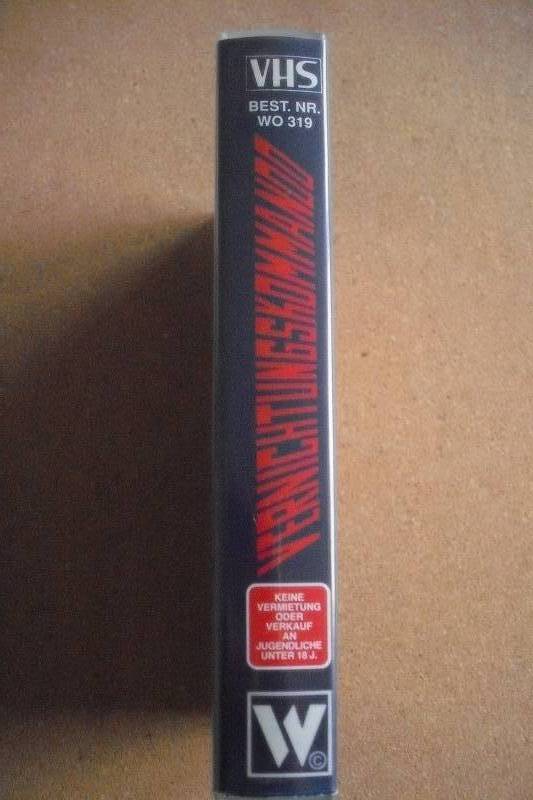 VHS
BEST. NR.
WO 319
VERNICHTUNGSKOMMANDO
KEINE
VERMIETUNG
ODER
VERKAUF
AN
JUGENDLICHE
UNTER 18 J.
W
©